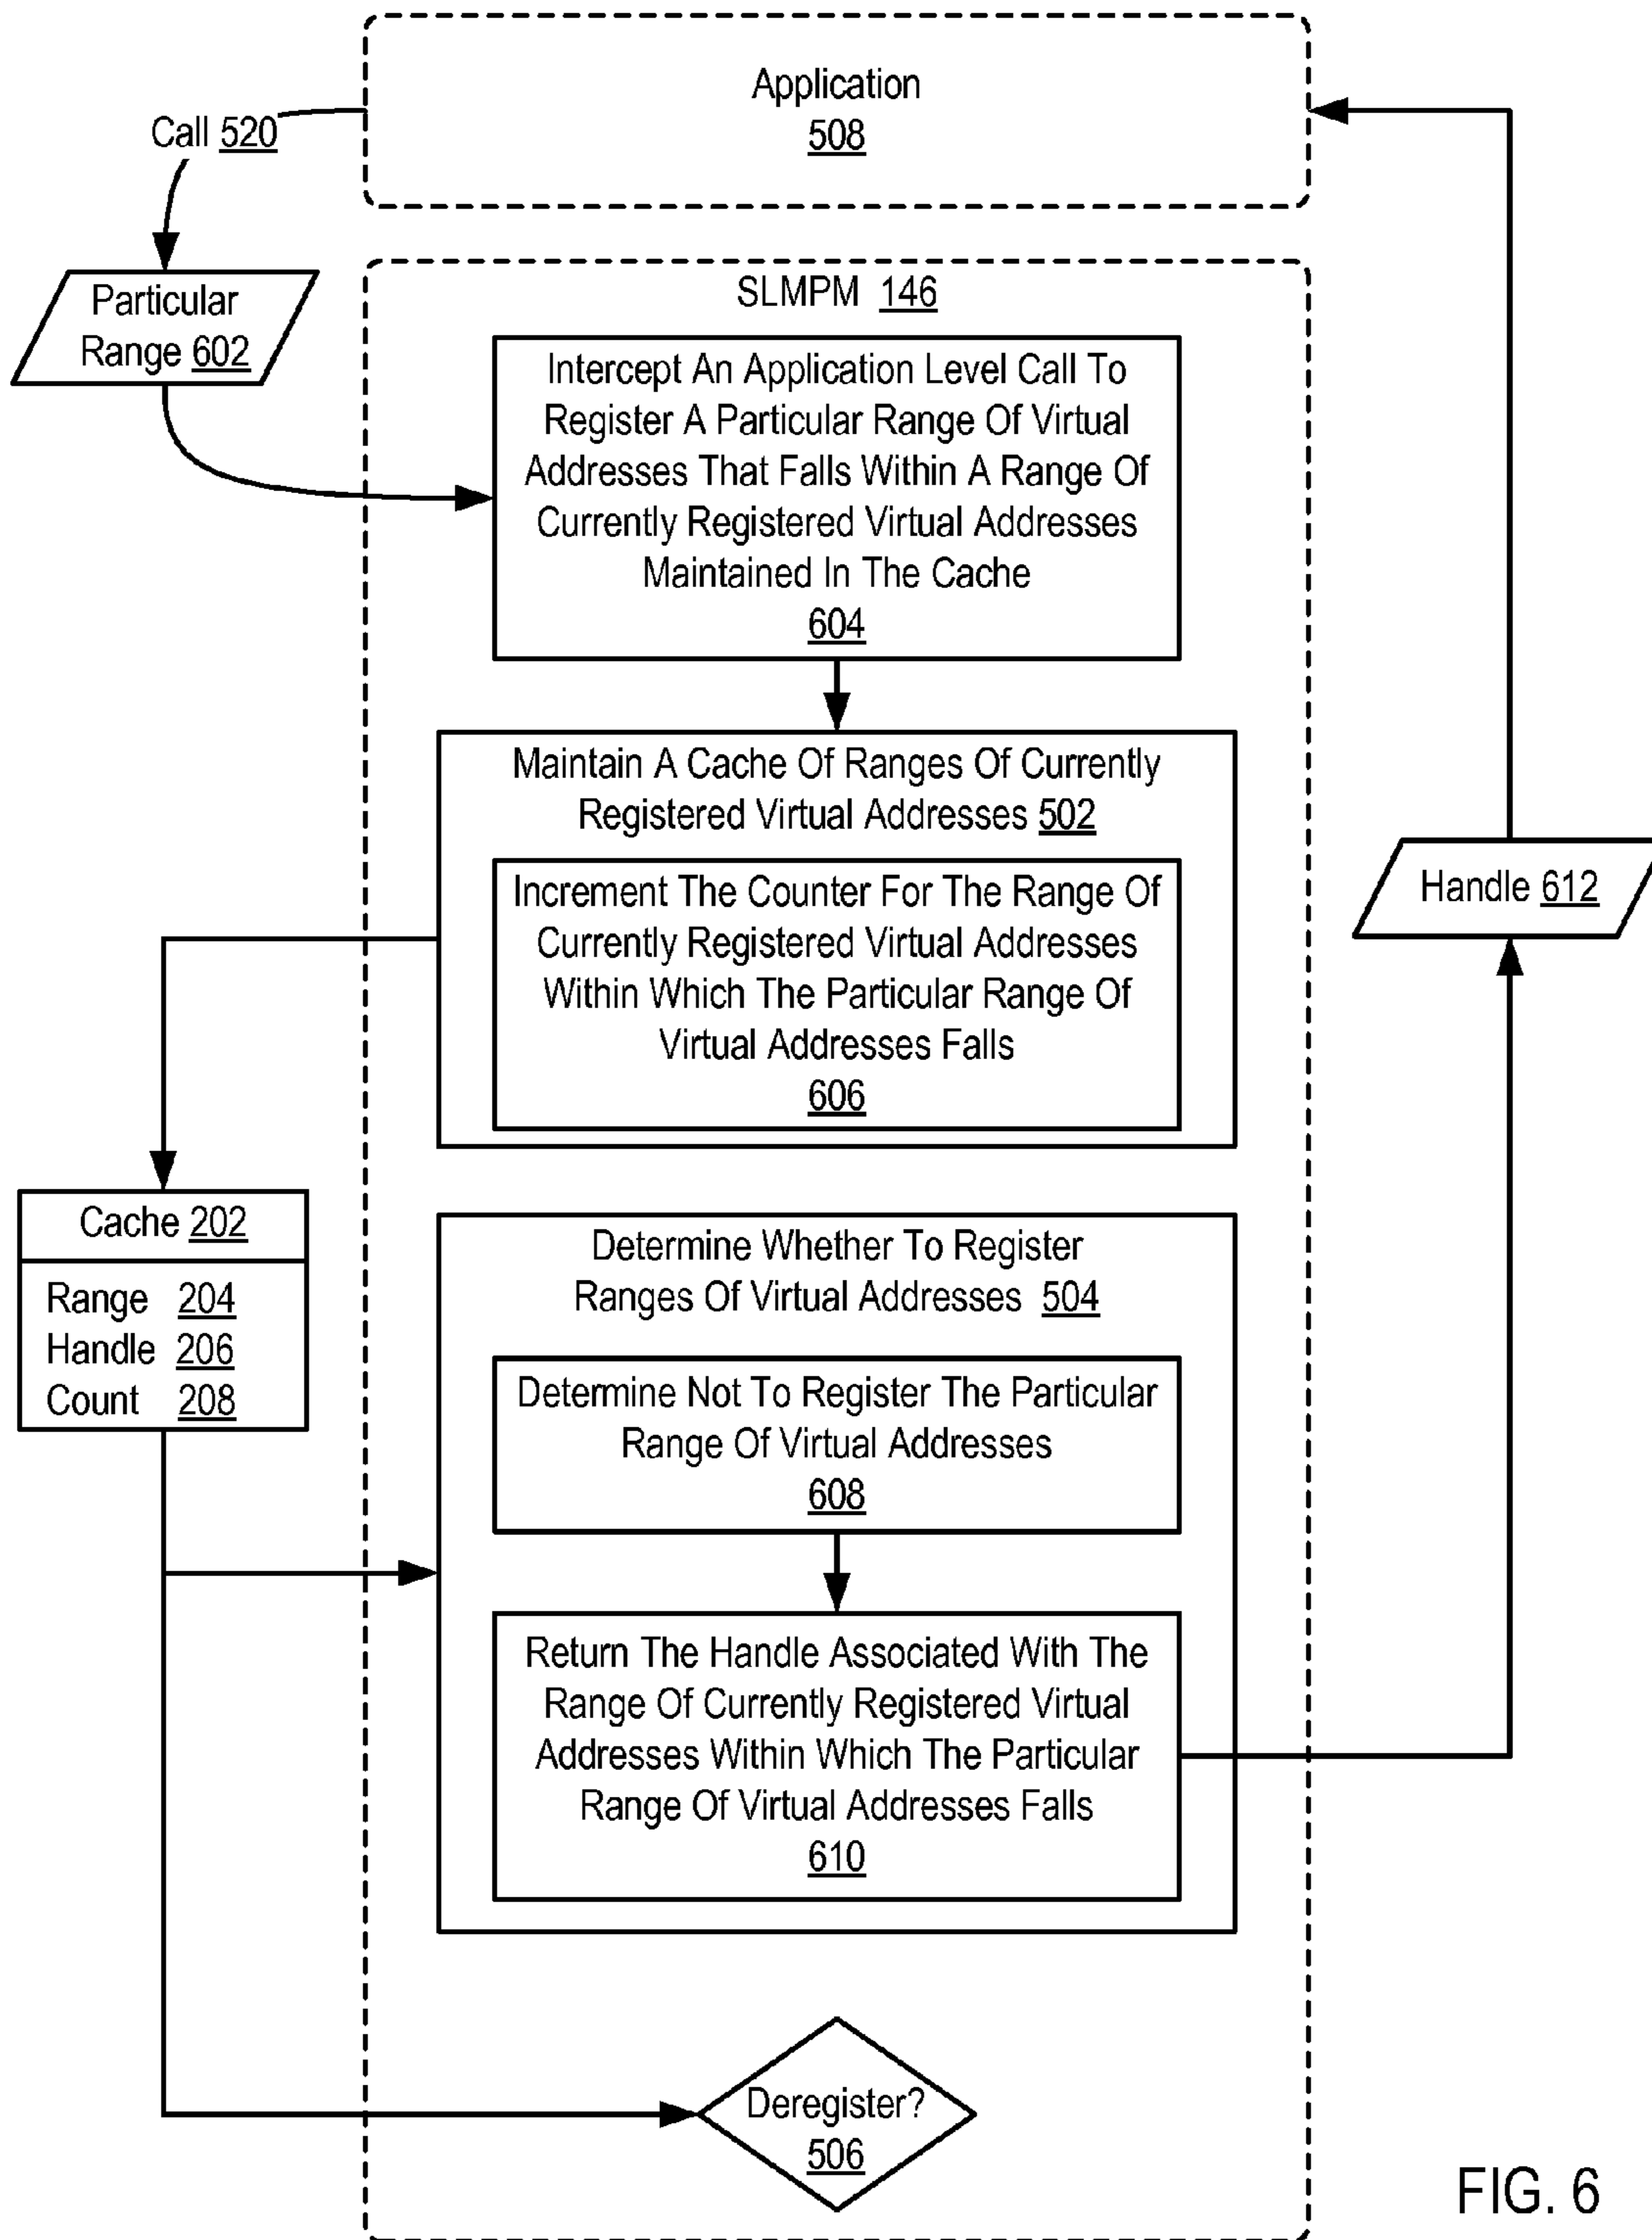 Application
508
Call 520
Particular
Range 602
SLMPM 146
Intercept An Application Level Call To
Register A Particular Range Of Virtual
Addresses That Falls Within A Range Of
Currently Registered Virtual Addresses
Maintained In The Cache
604
Maintain A Cache Of Ranges Of Currently
Registered Virtual Addresses 502
Increment The Counter For The Range Of
Currently Registered Virtual Addresses
Within Which The Particular Range Of
Virtual Addresses Falls
606
Handle 612
Cache 202
Range 204
Handle 206
Count 208
Determine Whether To Register
Ranges Of Virtual Addresses 504
Determine Not To Register The Particular
Range Of Virtual Addresses
608
Return The Handle Associated With The
Range Of Currently Registered Virtual
Addresses Within Which The Particular
Range Of Virtual Addresses Falls
610
Deregister?
506
FIG. 6